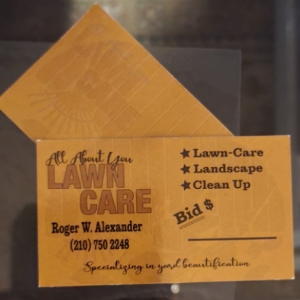 All About You
LAWN
CARE
Roger W. Alexander
(210) 750 2248
★ Lawn-Care
★ Landscape
★ Clean Up
Bid $
Specializing in yard beautification